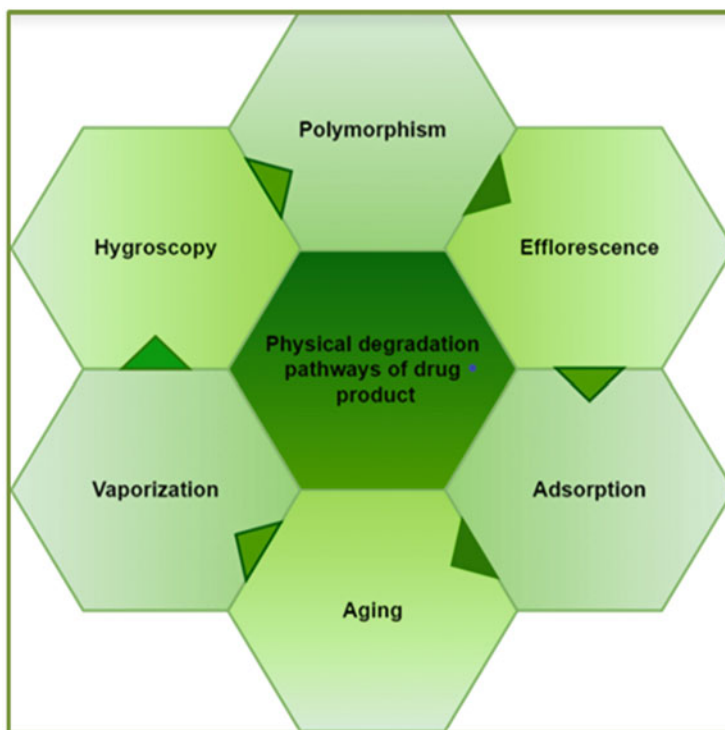 Polymorphism
Hygroscopy
Efflorescence
Physical degradation
pathways of drug
product
Vaporization
Adsorption
Aging